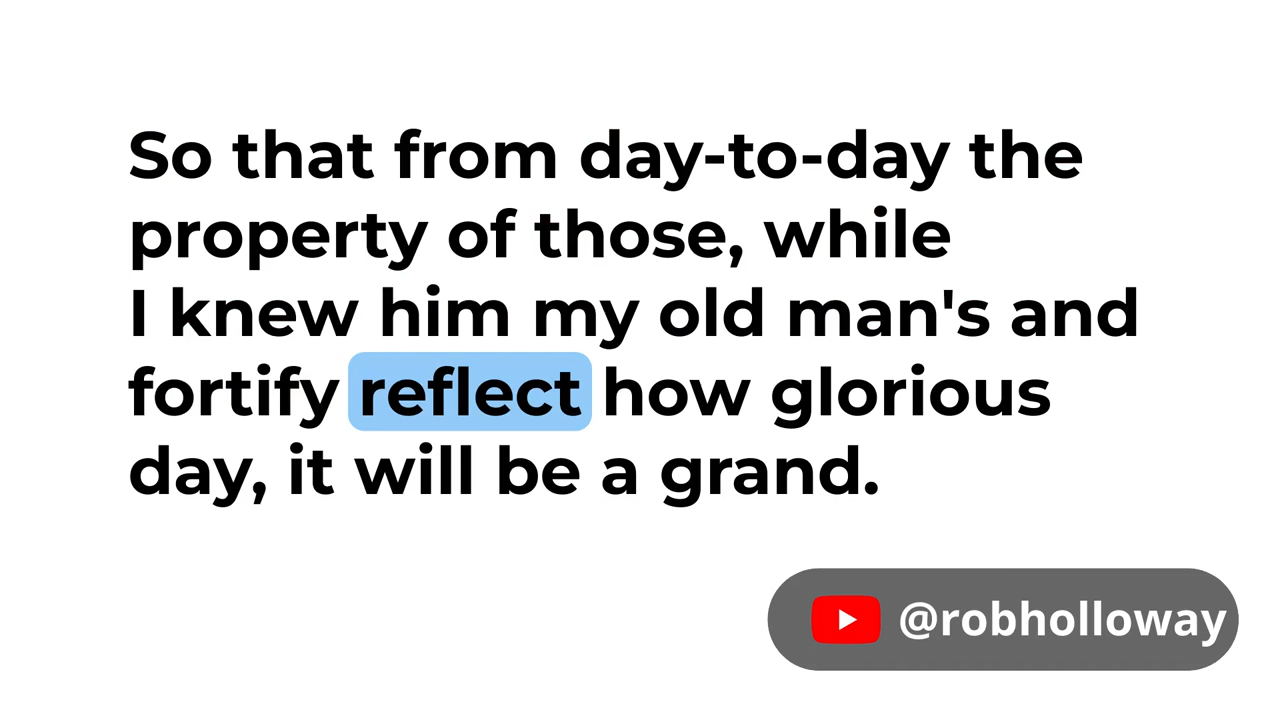 So that from day-to-day the
property of those, while
I knew him my old man's and
fortify reflect how glorious
day, it will be a grand.
@robholloway